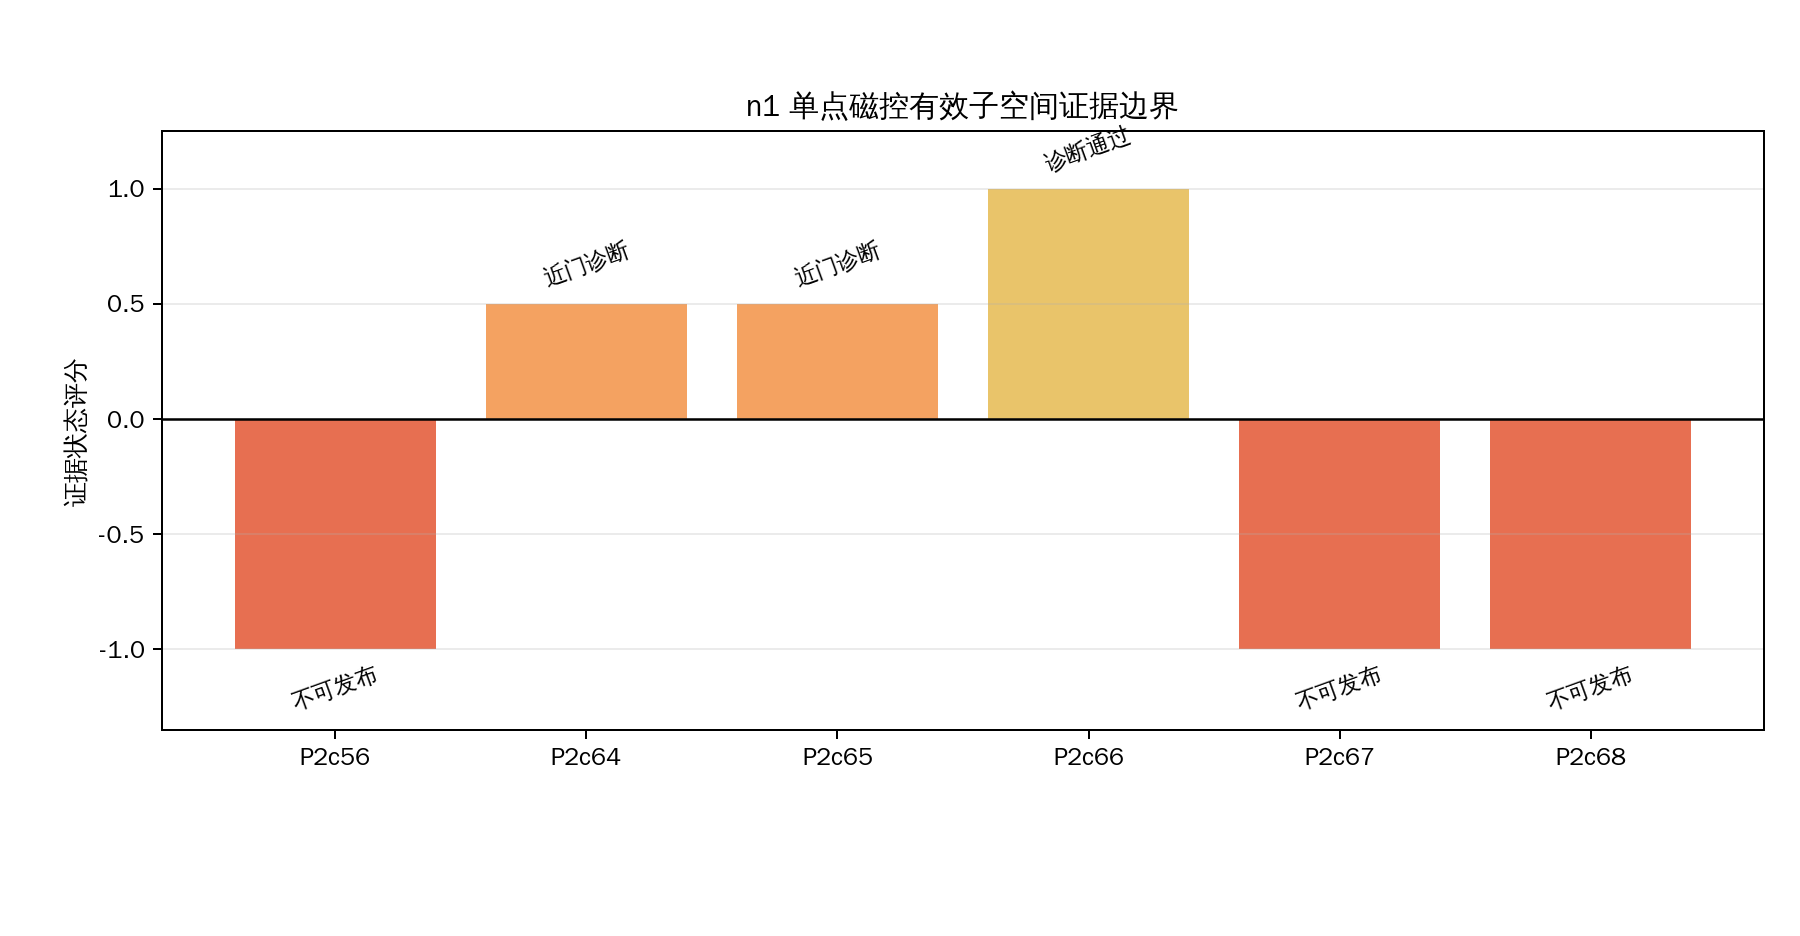 n1 单点磁控有效子空间证据边界
诊断通过
近门诊断
近门诊断
不可发布
不可发布
不可发布
证据状态评分
1.0
0.5
0.0
-0.5
-1.0
P2c56
P2c64
P2c65
P2c66
P2c67
P2c68